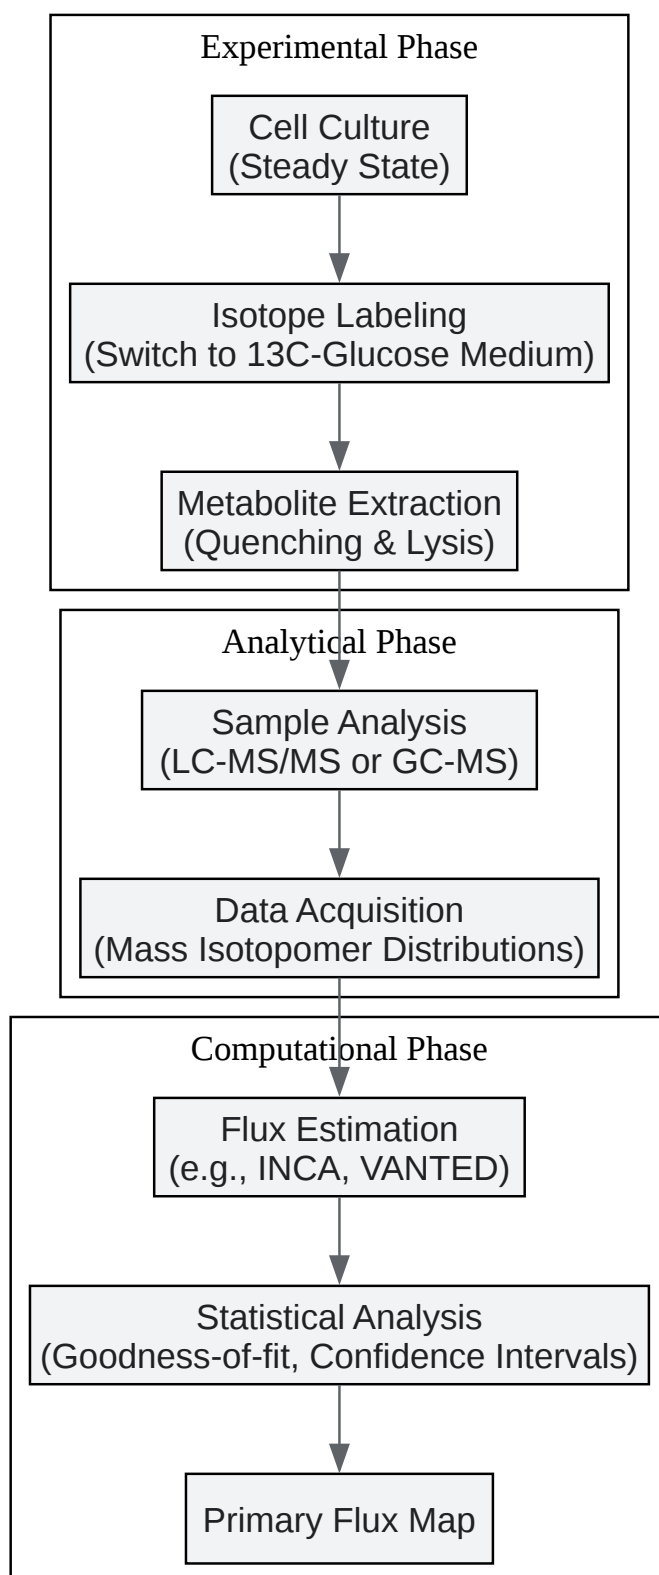 Experimental Phase
Cell Culture
(Steady State)
Isotope Labeling
(Switch to 13C-Glucose Medium)
Metabolite Extraction
(Quenching & Lysis)
Analytical Phase
Sample Analysis
(LC-MS/MS or GC-MS)
Data Acquisition
(Mass Isotopomer Distributions)
Computational Phase
Flux Estimation
(e.g., INCA, VANTED)
Statistical Analysis
(Goodness-of-fit, Confidence Intervals)
Primary Flux Map